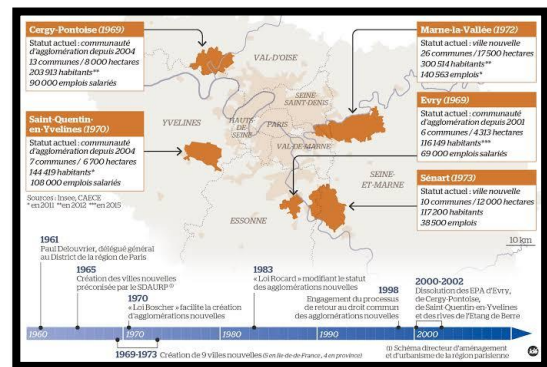 Cergy-Pontoise (1969)
Statut actuel : communauté
d'agglomération depuis 2004
13 communes / 8 000 hectares
203 913 habitants**
90 000 emplois salariés
Marne-la-Vallée (1972)
Statut actuel : ville nouvelle
26 communes / 17 500 hectares
300 514 habitants**
140 563 emplois*
VAL-D'OISE
SEINE-
SAINT-DENIS
YVELINES
HAUTS-
DE-
SEINE
PARIS
VAL-DE-MARNE
SEINE-
ET-MARNE
ESSONNE
Saint-Quentin-
en-Yvelines (1970)
Statut actuel : communauté
d'agglomération depuis 2004
7 communes / 6 700 hectares
144 419 habitants*
108 000 emplois salariés
Sources : Insee, CAECE
* en 2011 ** en 2012 *** en 2015
Evry (1969)
Statut actuel : communauté
d'agglomération depuis 2001
6 communes / 4 313 hectares
116 149 habitants***
69 000 emplois salariés
Sénart (1973)
Statut actuel : ville nouvelle
10 communes / 12 000 hectares
117 200 habitants
38 500 emplois
10 km
1961
Paul Delouvrier, délégué général
au District de la région de Paris
1965
Création des villes nouvelles
préconisée par le SDAURP (1)
1970
« Loi Boscher » facilite la création
d'agglomérations nouvelles
1983
« Loi Rocard » modifiant le statut
des agglomérations nouvelles
1998
Engagement du processus
de retour au droit commun
des agglomérations nouvelles
2000-2002
Dissolution des EPA d'Evry,
de Cergy-Pontoise,
de Saint-Quentin-en-Yvelines
et des rives de l'Etang de Berre
1960
1970
1980
1990
2000
1969-1973 Création de 9 villes nouvelles (5 en Ile-de-France, 4 en province)
(1) Schéma directeur d'aménagement
et d'urbanisme de la région parisienne